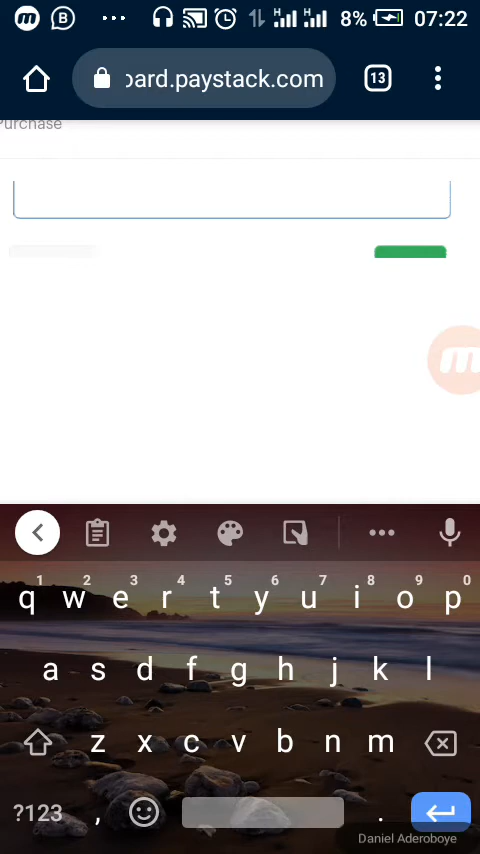 8% 07:22
oard.paystack.com 13
Purchase
1 2 3 4 5 6 7 8 9 0
q w e r t y u i o p
a s d f g h j k l
z x c v b n m
?123 , .
Daniel Aderoboye